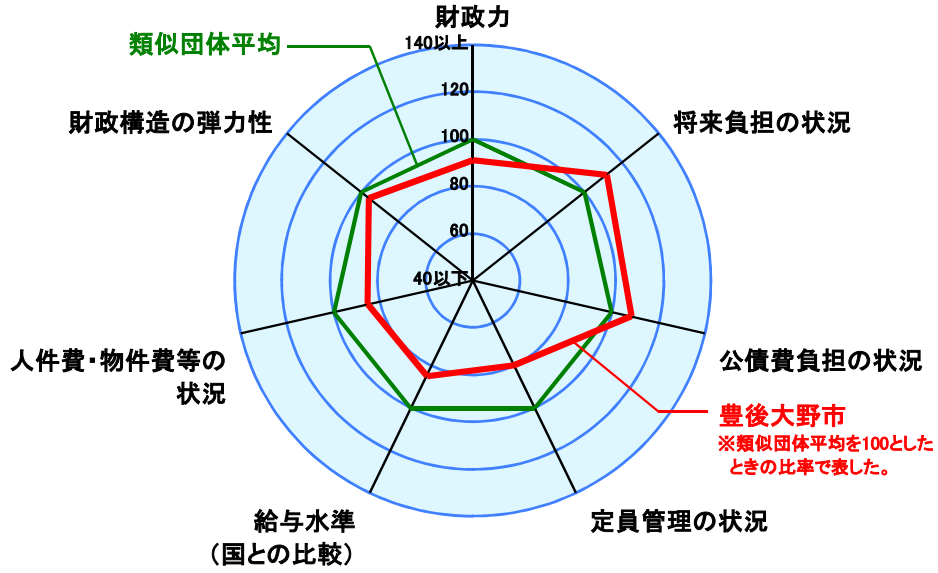 財政力
類似団体平均
140以上
120
財政構造の弾力性
将来負担の状況
100
80
60
40以下
人件費・物件費等の
状況
公債費負担の状況
豊後大野市
※類似団体平均を100とした
ときの比率で表した。
給与水準
（国との比較）
定員管理の状況